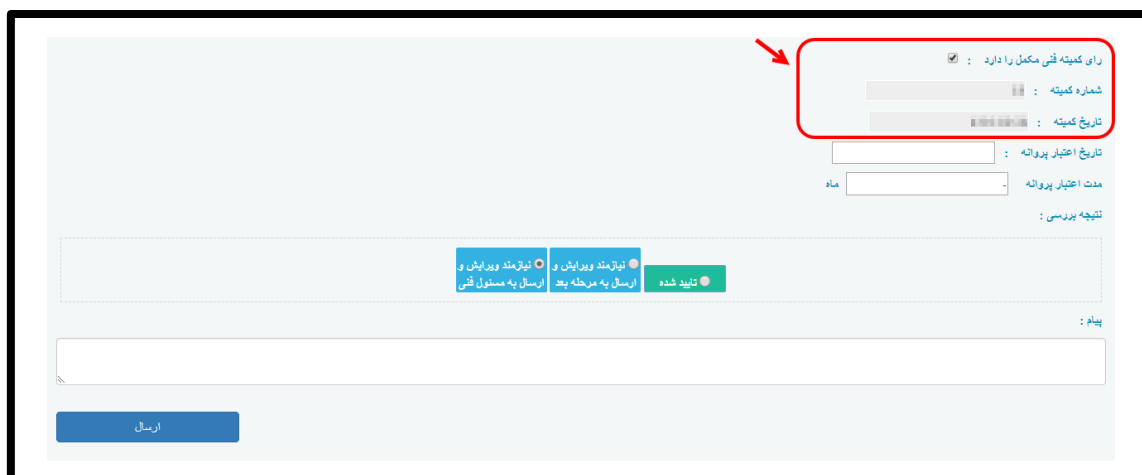 رای کمیته فنی مکمل را دارد :
شماره کمیته :
تاریخ کمیته :
تاریخ اعتبار پروانه :
مدت اعتبار پروانه - ماه
نتیجه بررسی :
تایید شده
نیازمند ویرایش و
ارسال به مرحله بعد
نیازمند ویرایش و
ارسال به مسئول فنی
پیام :
ارسال